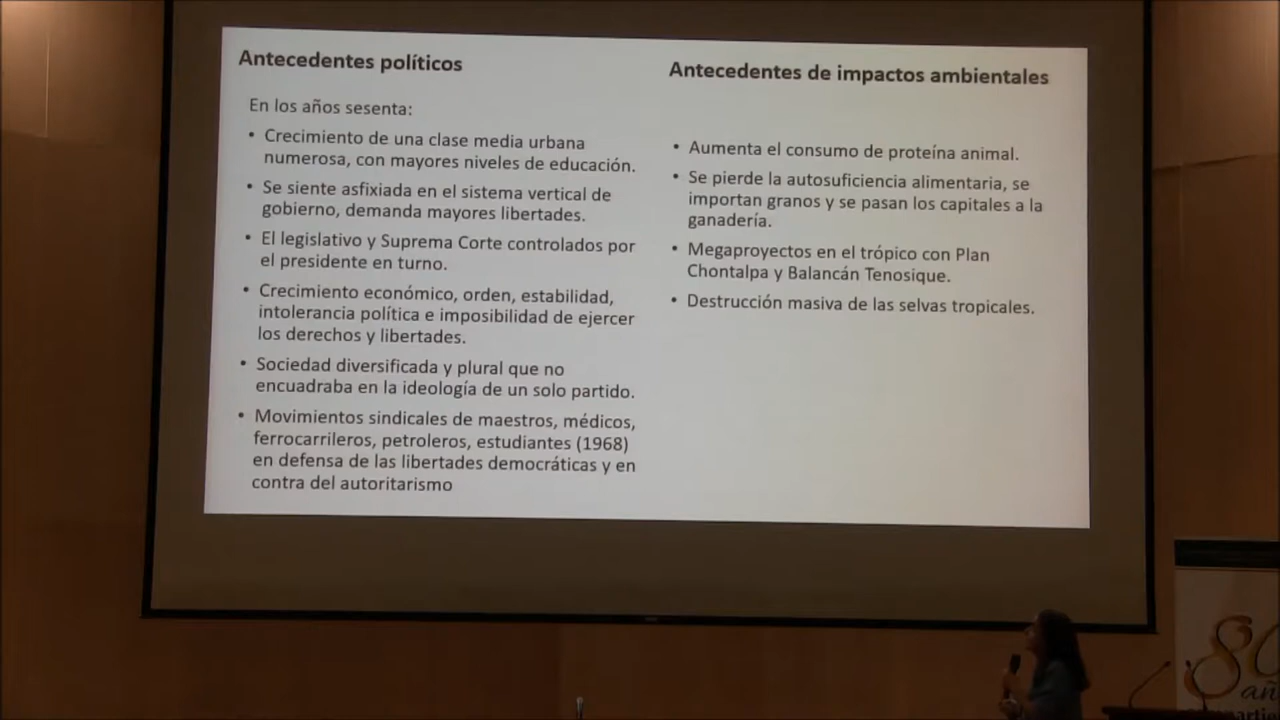 Antecedentes políticos
En los años sesenta:
• Crecimiento de una clase media urbana
numerosa, con mayores niveles de educación.
• Se siente asfixiada en el sistema vertical de
gobierno, demanda mayores libertades.
• El legislativo y Suprema Corte controlados por
el presidente en turno.
• Crecimiento económico, orden, estabilidad,
intolerancia política e imposibilidad de ejercer
los derechos y libertades.
• Sociedad diversificada y plural que no
encuadraba en la ideología de un solo partido.
• Movimientos sindicales de maestros, médicos,
ferrocarrileros, petroleros, estudiantes (1968)
en defensa de las libertades democráticas y en
contra del autoritarismo
Antecedentes de impactos ambientales
• Aumenta el consumo de proteína animal.
• Se pierde la autosuficiencia alimentaria, se
importan granos y se pasan los capitales a la
ganadería.
• Megaproyectos en el trópico con Plan
Chontalpa y Balancán Tenosique.
• Destrucción masiva de las selvas tropicales.
80